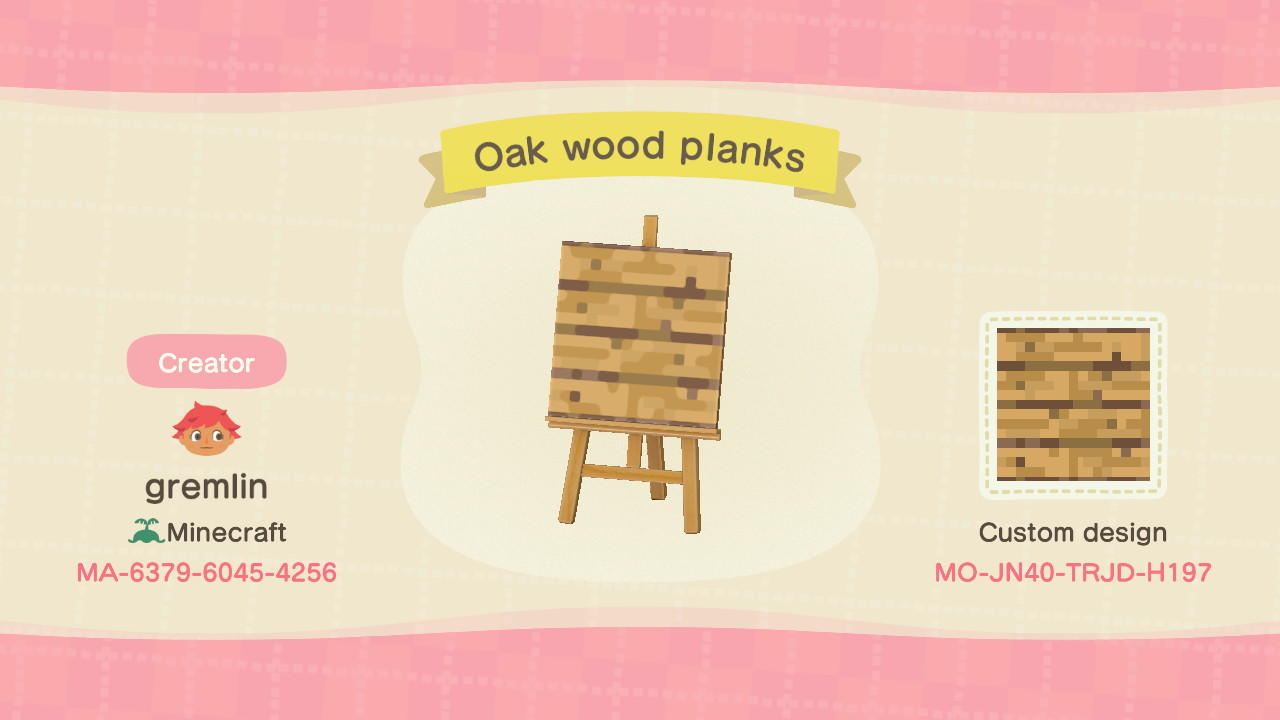 Oak wood planks
Creator
gremlin
Minecraft
MA-6379-6045-4256
Custom design
MO-JN40-TRJD-H197